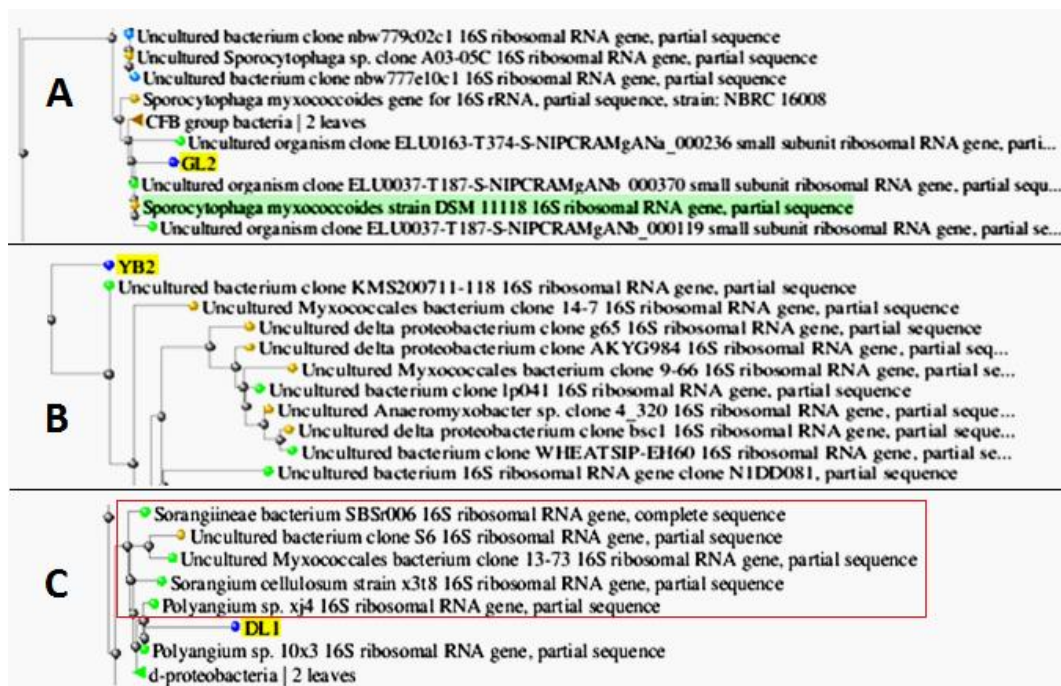 Uncultured bacterium clone nbw779c02c1 16S ribosomal RNA gene, partial sequence
Uncultured Sporocytophaga sp. clone A03-05C 16S ribosomal RNA gene, partial sequence
Uncultured bacterium clone nbw777e10c1 16S ribosomal RNA gene, partial sequence
A
Sporocytophaga myxococcoides gene for 16S rRNA, partial sequence, strain: NBRC 16008
CFB group bacteria | 2 leaves
Uncultured organism clone ELU0163-T374-S-NIPCRAMgANa_000236 small subunit ribosomal RNA gene, parti...
GL2
Uncultured organism clone ELU0037-T187-S-NIPCRAMgANb_000370 small subunit ribosomal RNA gene, partial sequ...
Sporocytophaga myxococcoides strain DSM 11118 16S ribosomal RNA gene, partial sequence
Uncultured organism clone ELU0037-T187-S-NIPCRAMgANb_000119 small subunit ribosomal RNA gene, partial se...
YB2
Uncultured bacterium clone KMS200711-118 16S ribosomal RNA gene, partial sequence
Uncultured Myxococcales bacterium clone 14-7 16S ribosomal RNA gene, partial sequence
Uncultured delta proteobacterium clone g65 16S ribosomal RNA gene, partial sequence
Uncultured delta proteobacterium clone AKYG984 16S ribosomal RNA gene, partial seq...
Uncultured Myxococcales bacterium clone 9-66 16S ribosomal RNA gene, partial se...
Uncultured bacterium clone lp041 16S ribosomal RNA gene, partial sequence
B
Uncultured Anaeromyxobacter sp. clone 4_320 16S ribosomal RNA gene, partial seque...
Uncultured delta proteobacterium clone bsc1 16S ribosomal RNA gene, partial seque...
Uncultured bacterium clone WHEATSIP-EH60 16S ribosomal RNA gene, partial se...
Uncultured bacterium 16S ribosomal RNA gene clone N1DD081, partial sequence
Sorangiineae bacterium SBSr006 16S ribosomal RNA gene, complete sequence
Uncultured bacterium clone S6 16S ribosomal RNA gene, partial sequence
Uncultured Myxococcales bacterium clone 13-73 16S ribosomal RNA gene, partial sequence
C
Sorangium cellulosum strain x3t8 16S ribosomal RNA gene, partial sequence
Polyangium sp. xj4 16S ribosomal RNA gene, partial sequence
DL1
Polyangium sp. 10x3 16S ribosomal RNA gene, partial sequence
d-proteobacteria | 2 leaves